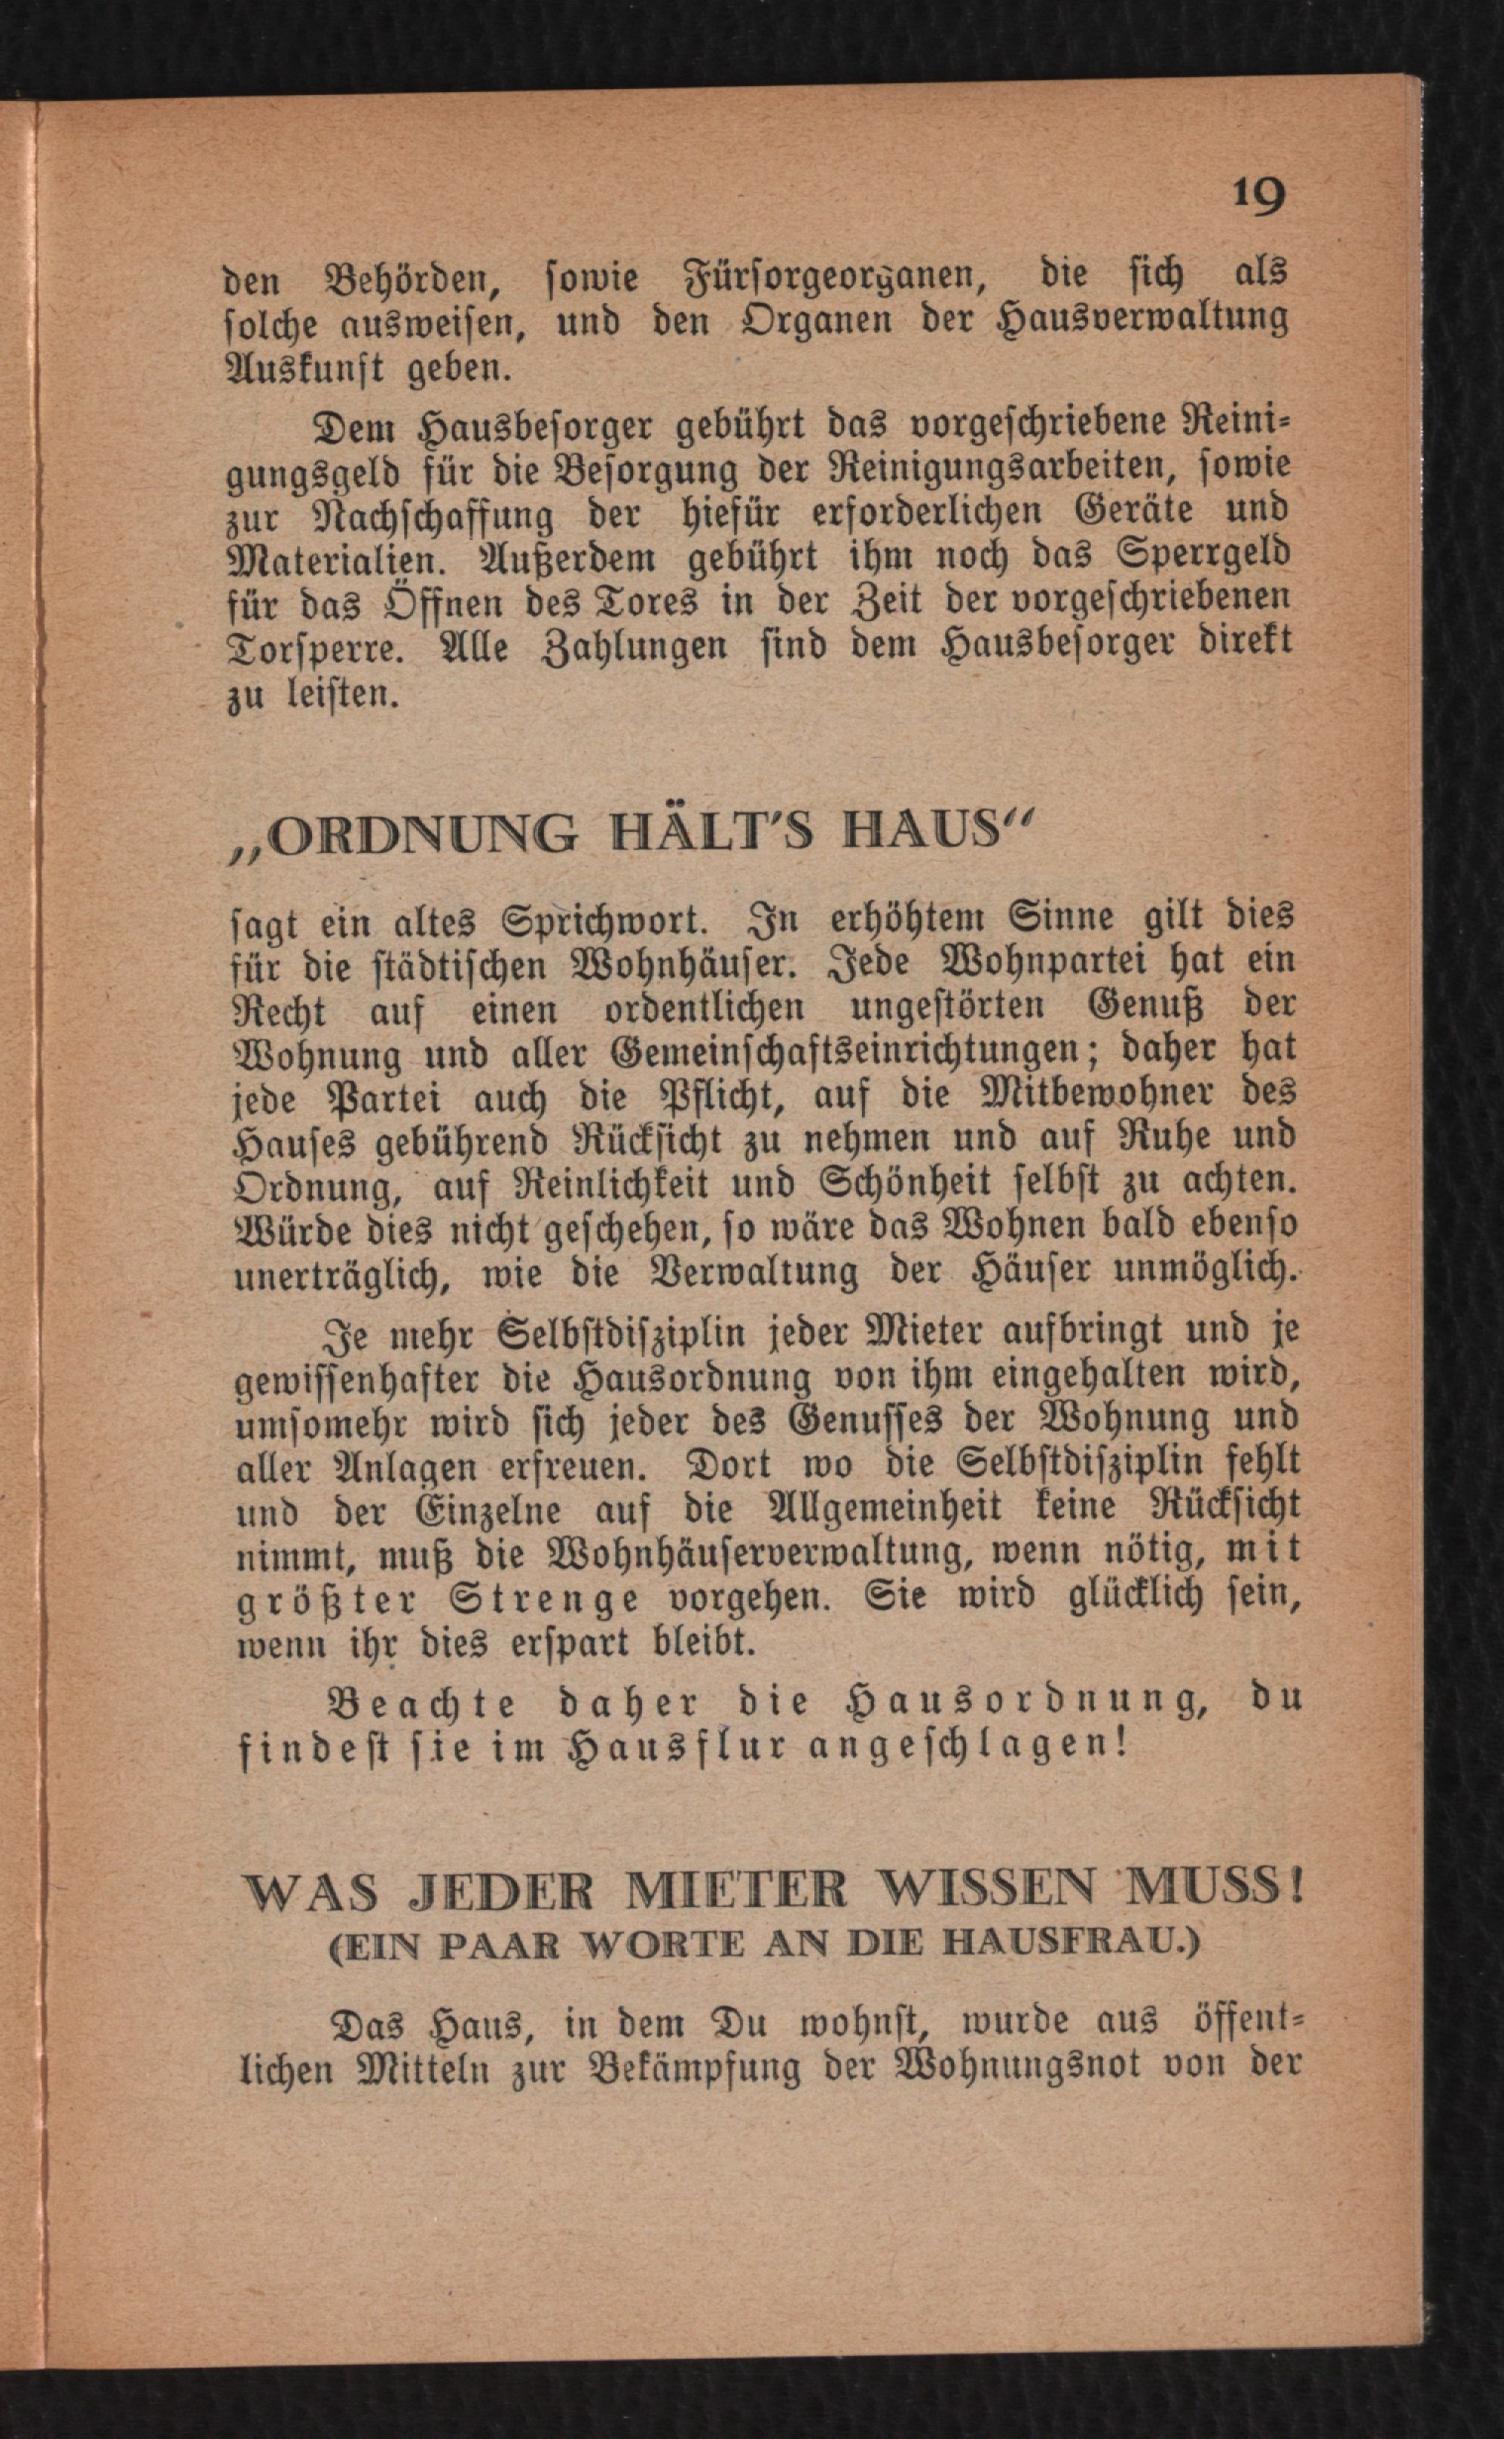 19
den Behörden, sowie Fürsorgeorganen, die sich als
solche ausweisen, und den Organen der Hausverwaltung
Auskunft geben.
Dem Hausbesorger gebührt das vorgeschriebene Reini-
gungsgeld für die Besorgung der Reinigungsarbeiten, sowie
zur Nachschaffung der hiefür erforderlichen Geräte und
Materialien. Außerdem gebührt ihm noch das Sperrgeld
für das Öffnen des Tores in der Zeit der vorgeschriebenen
Torsperre. Alle Zahlungen sind dem Hausbesorger direkt
zu leisten.
„ORDNUNG HÄLT'S HAUS“
sagt ein altes Sprichwort. In erhöhtem Sinne gilt dies
für die städtischen Wohnhäuser. Jede Wohnpartei hat ein
Recht auf einen ordentlichen ungestörten Genuß der
Wohnung und aller Gemeinschaftseinrichtungen; daher hat
jede Partei auch die Pflicht, auf die Mitbewohner des
Hauses gebührend Rücksicht zu nehmen und auf Ruhe und
Ordnung, auf Reinlichkeit und Schönheit selbst zu achten.
Würde dies nicht geschehen, so wäre das Wohnen bald ebenso
unerträglich, wie die Verwaltung der Häuser unmöglich.
Je mehr Selbstdisziplin jeder Mieter aufbringt und je
gewissenhafter die Hausordnung von ihm eingehalten wird,
umsomehr wird sich jeder des Genusses der Wohnung und
aller Anlagen erfreuen. Dort wo die Selbstdisziplin fehlt
und der Einzelne auf die Allgemeinheit keine Rücksicht
nimmt, muß die Wohnhäuserverwaltung, wenn nötig, mit
größter Strenge vorgehen. Sie wird glücklich sein,
wenn ihr dies erspart bleibt.
Beachte daher die Hausordnung, du
findest sie im Hausflur angeschlagen!
WAS JEDER MIETER WISSEN MUSS!
(EIN PAAR WORTE AN DIE HAUSFRAU.)
Das Haus, in dem Du wohnst, wurde aus öffent-
lichen Mitteln zur Bekämpfung der Wohnungsnot von der